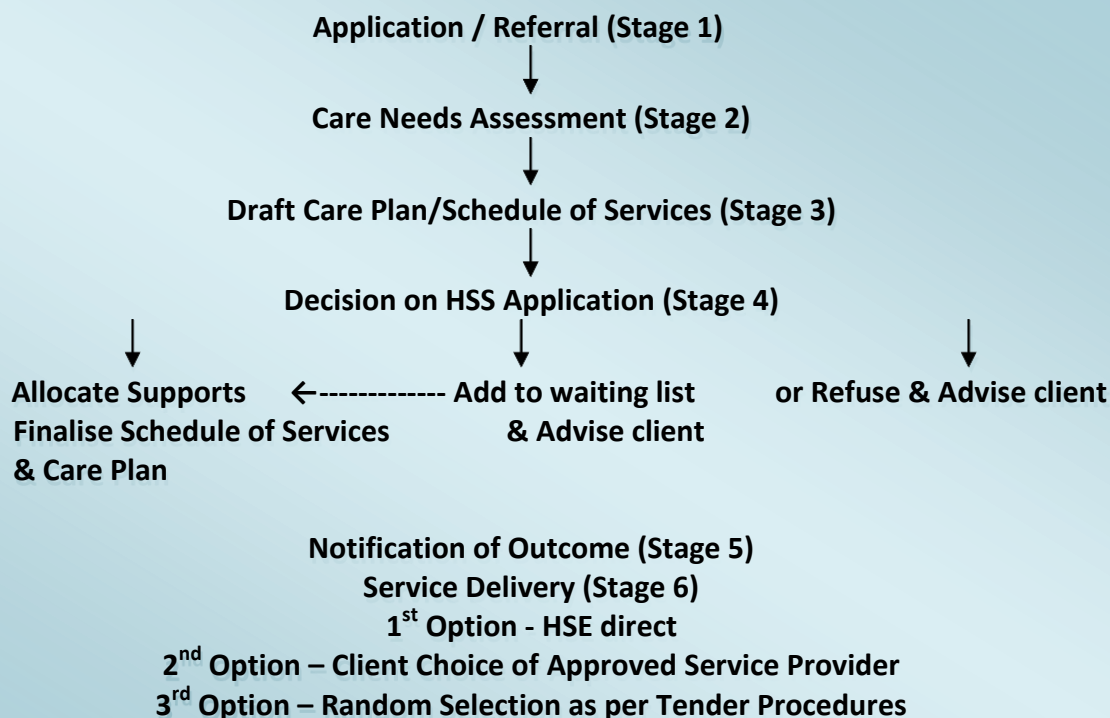 Application / Referral (Stage 1)
Care Needs Assessment (Stage 2)
Draft Care Plan/Schedule of Services (Stage 3)
Decision on HSS Application (Stage 4)
Allocate Supports ←------------- Add to waiting list or Refuse & Advise client
Finalise Schedule of Services & Advise client
& Care Plan
Notification of Outcome (Stage 5)
Service Delivery (Stage 6)
1st Option - HSE direct
2nd Option – Client Choice of Approved Service Provider
3rd Option – Random Selection as per Tender Procedures